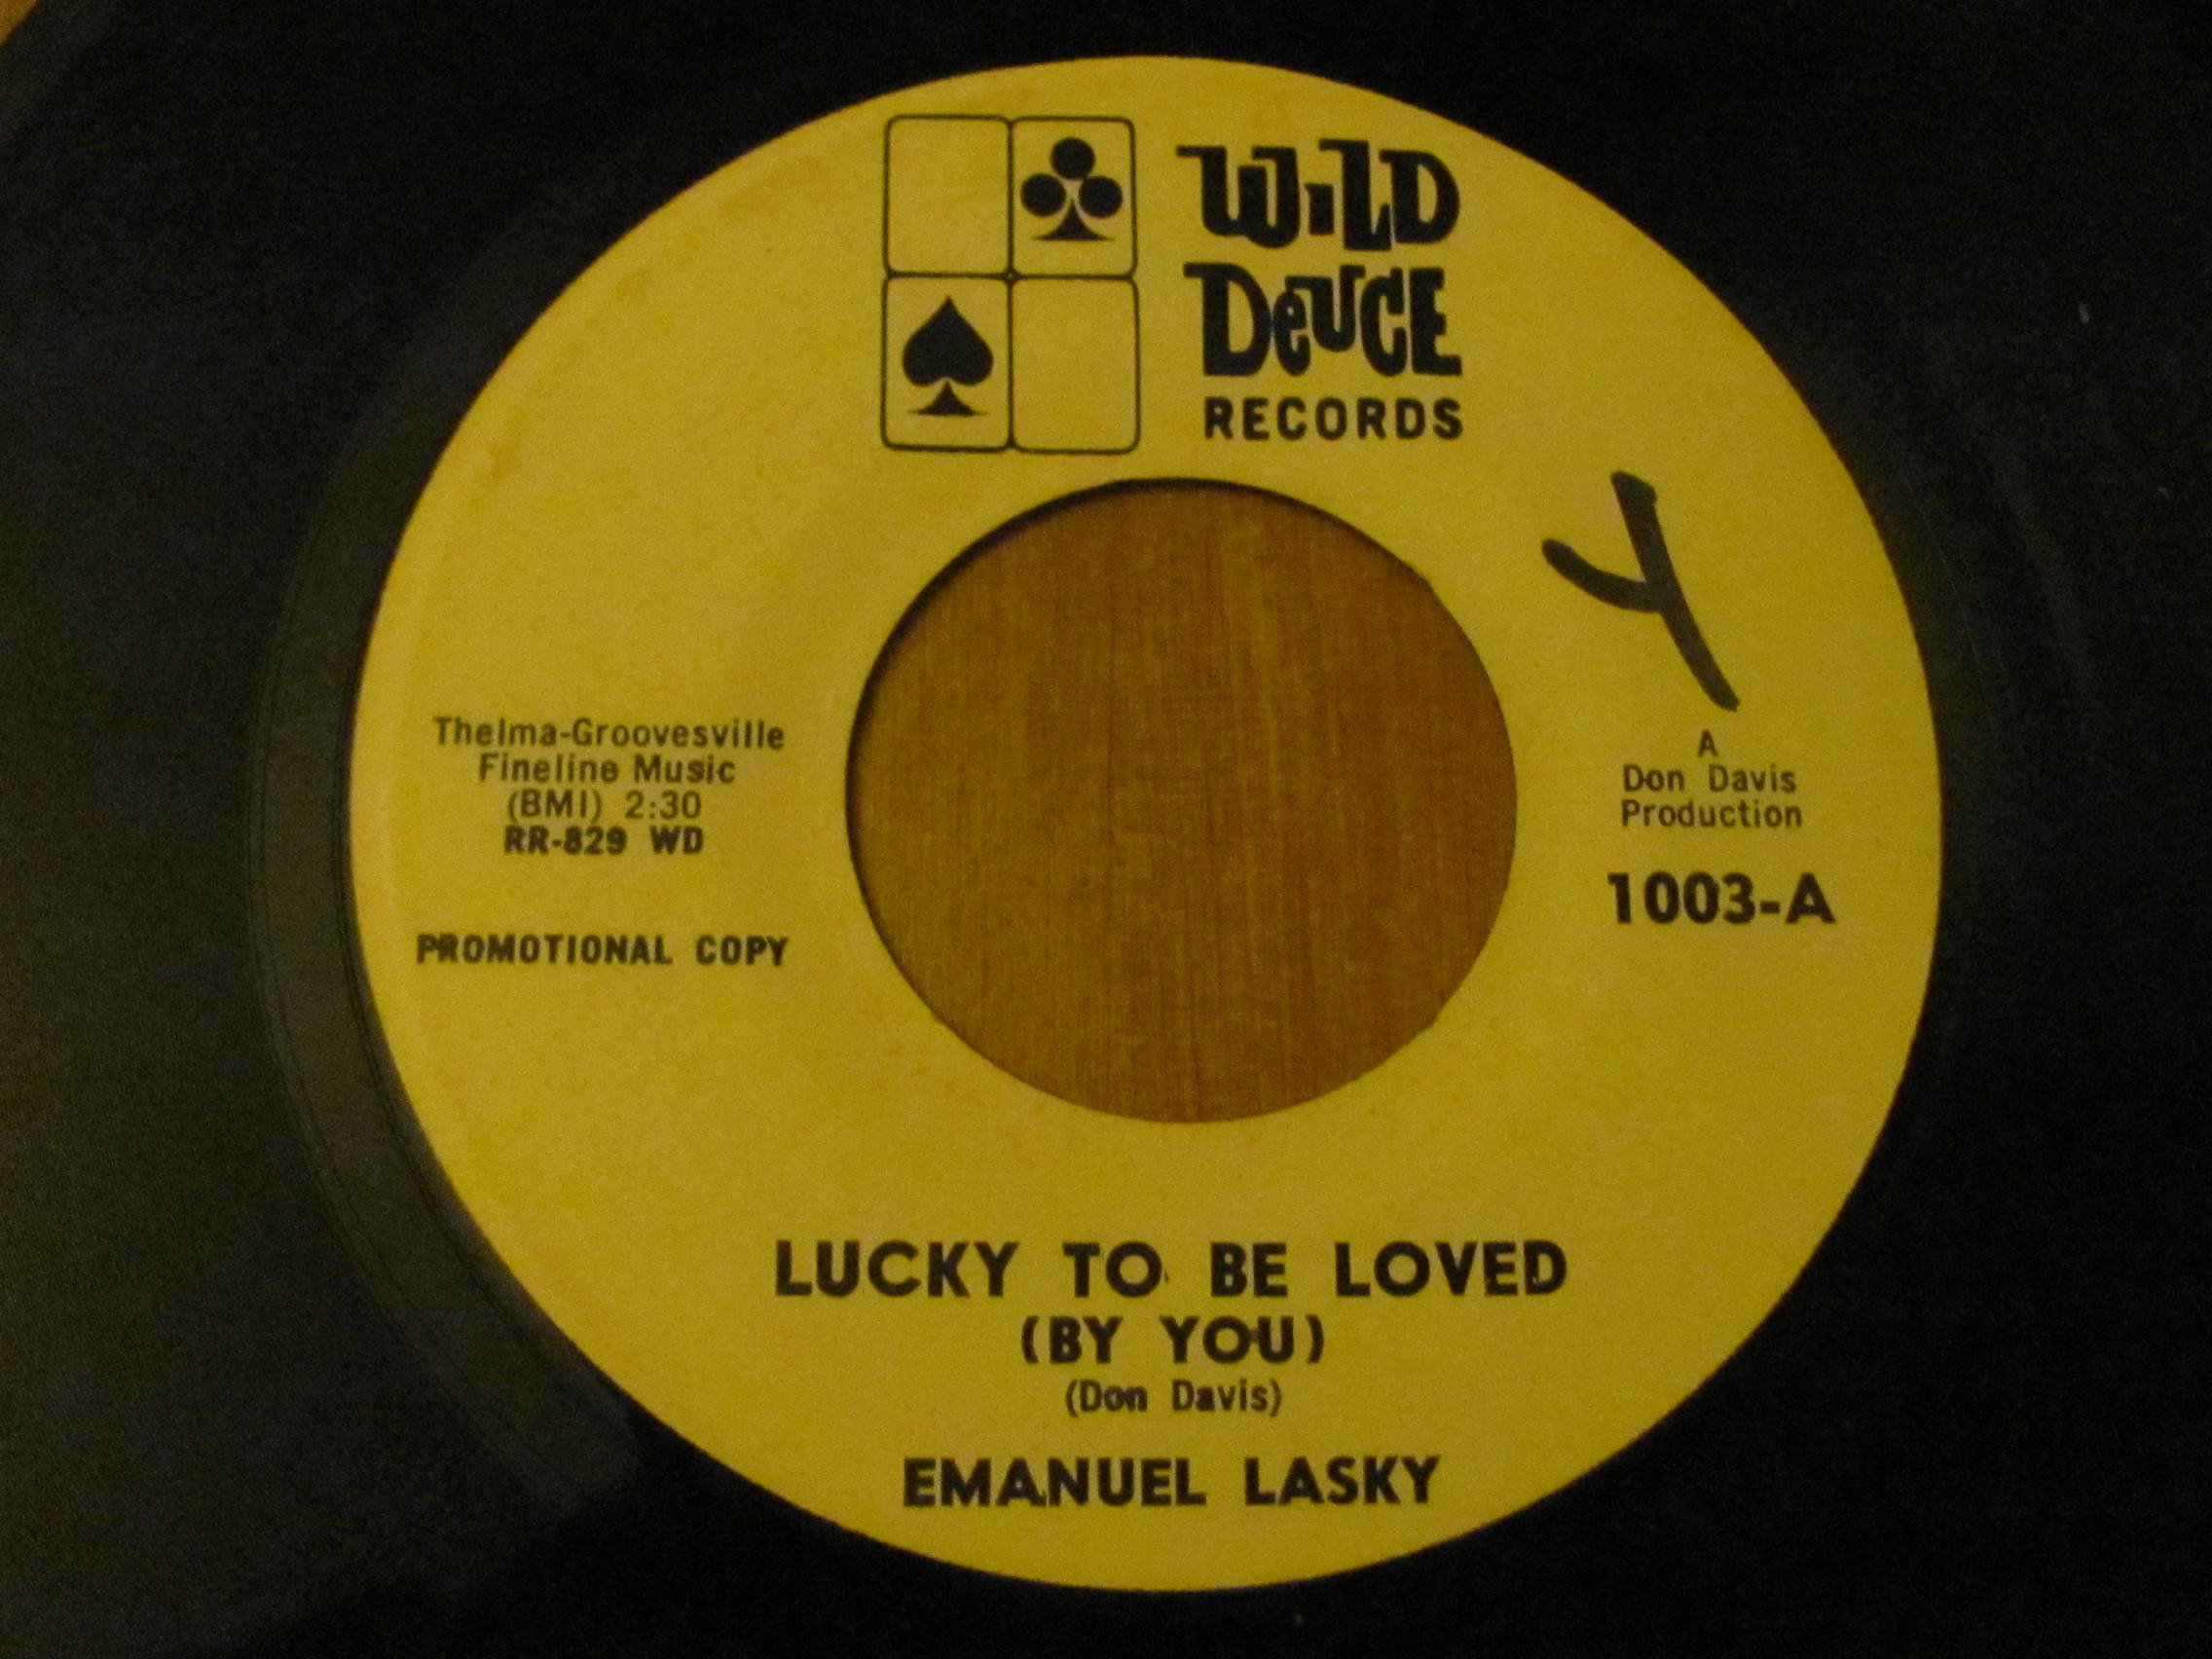 WILD
DEUCE
RECORDS
4
Thelma-Groovesville
Fineline Music
(BMI) 2:30
RR-829 WD
PROMOTIONAL COPY
A
Don Davis
Production
1003-A
LUCKY TO BE LOVED
(BY YOU)
(Don Davis)
EMANUEL LASKY